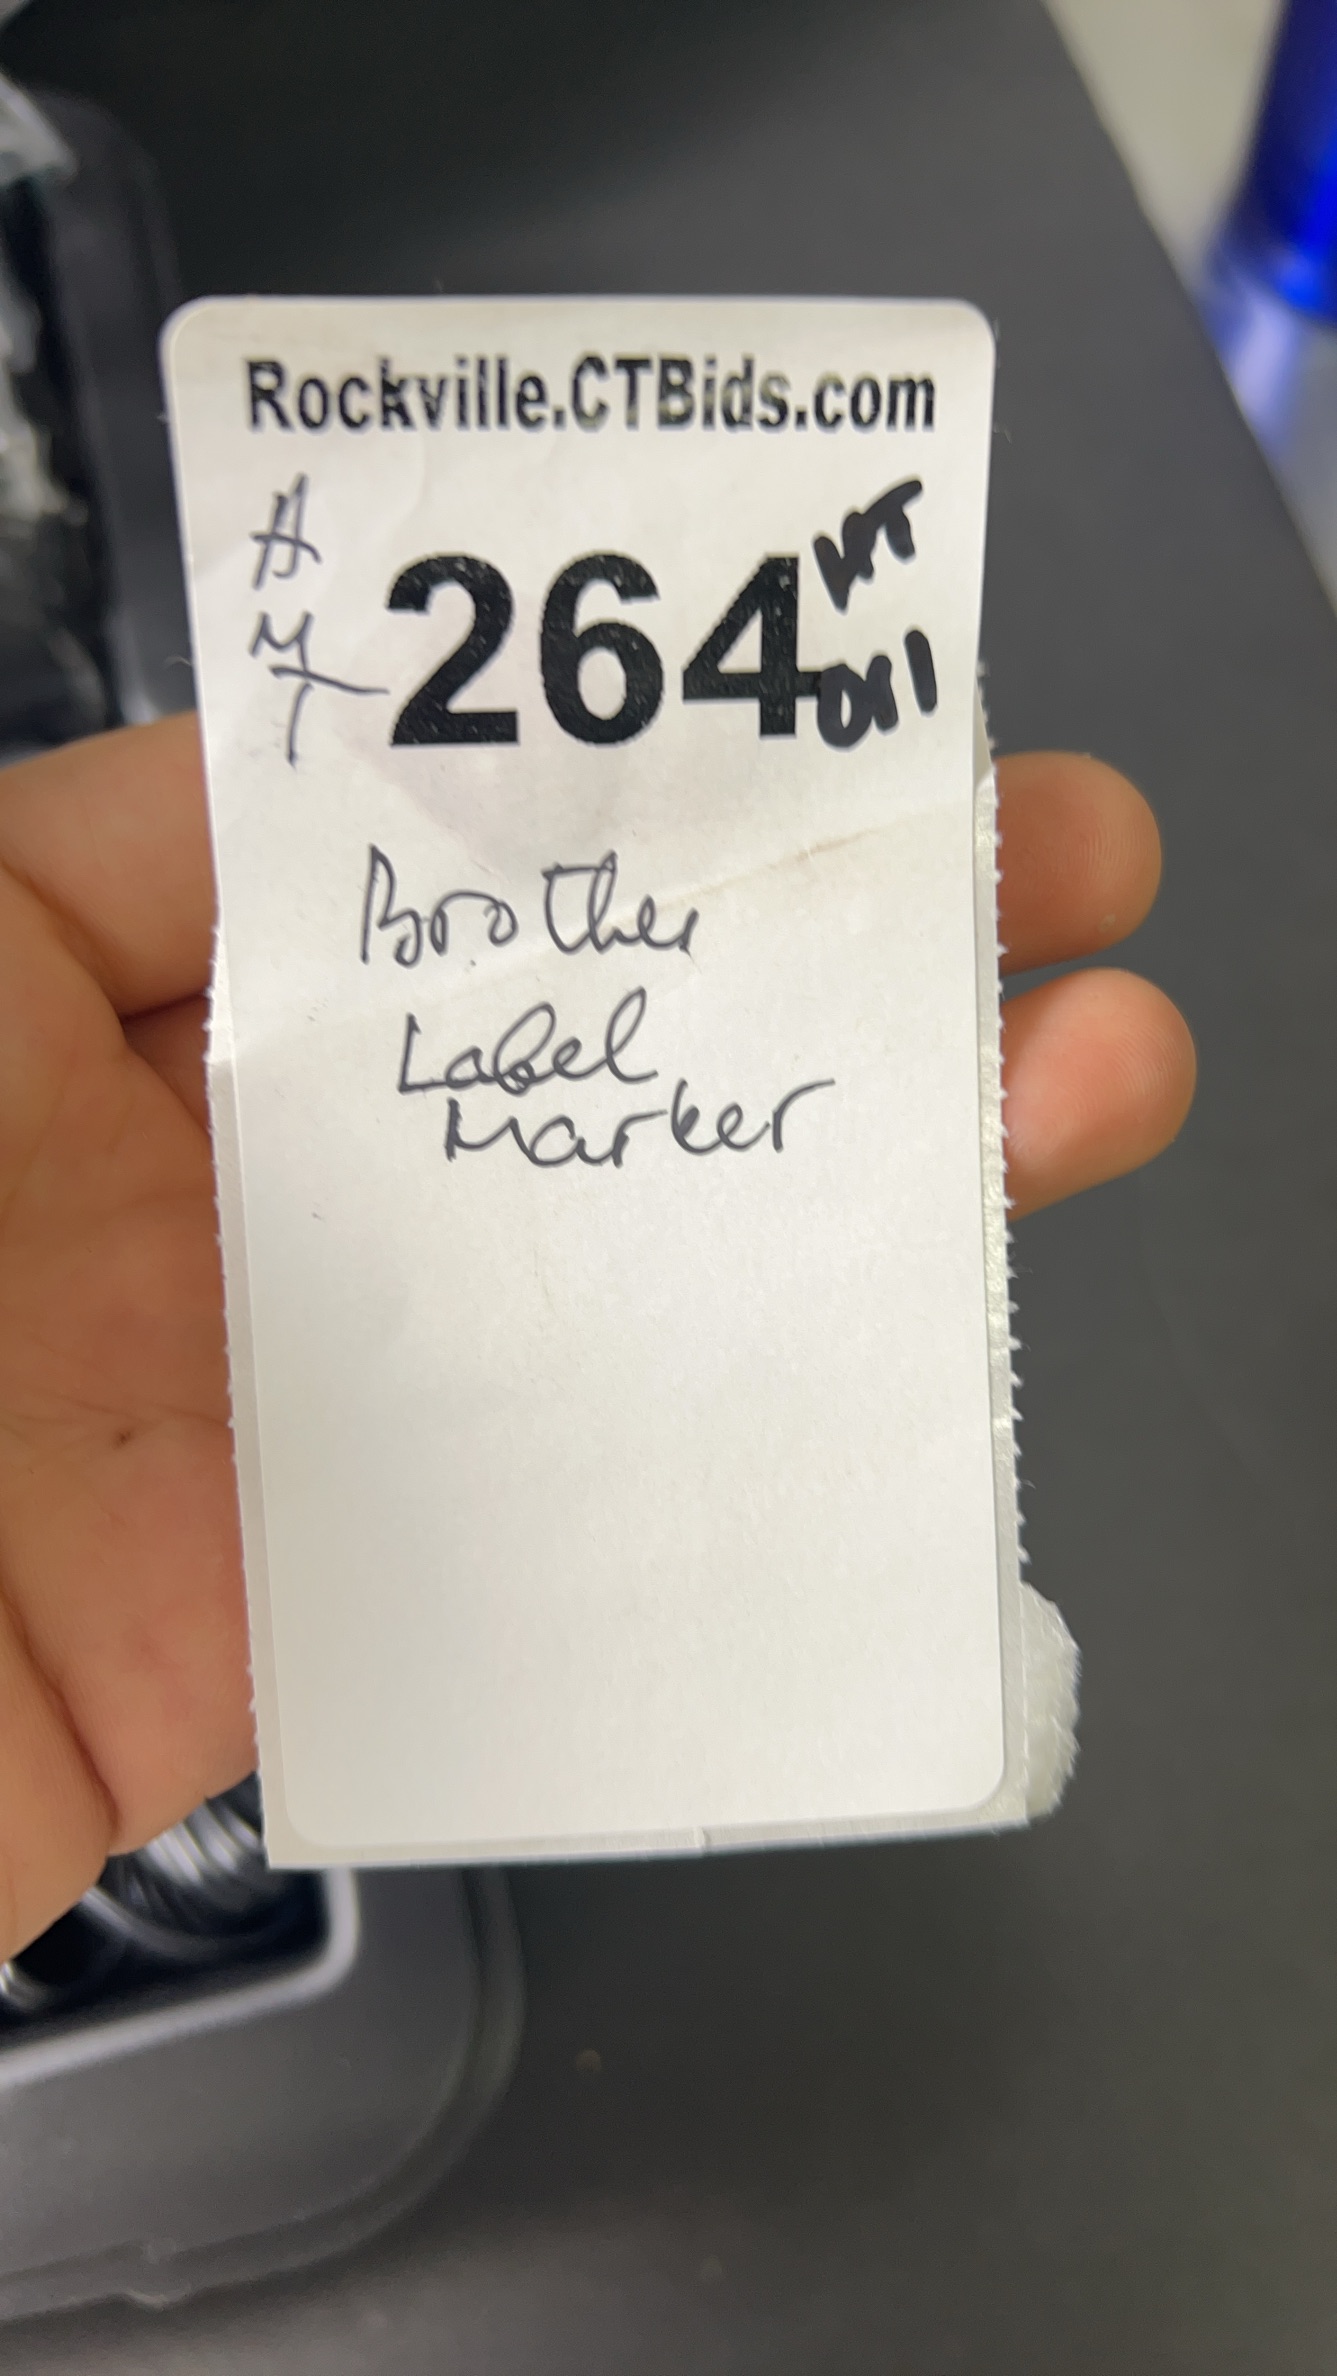 Rockville.CTBids.com
A
M
T
264
Brother
Label
Marker